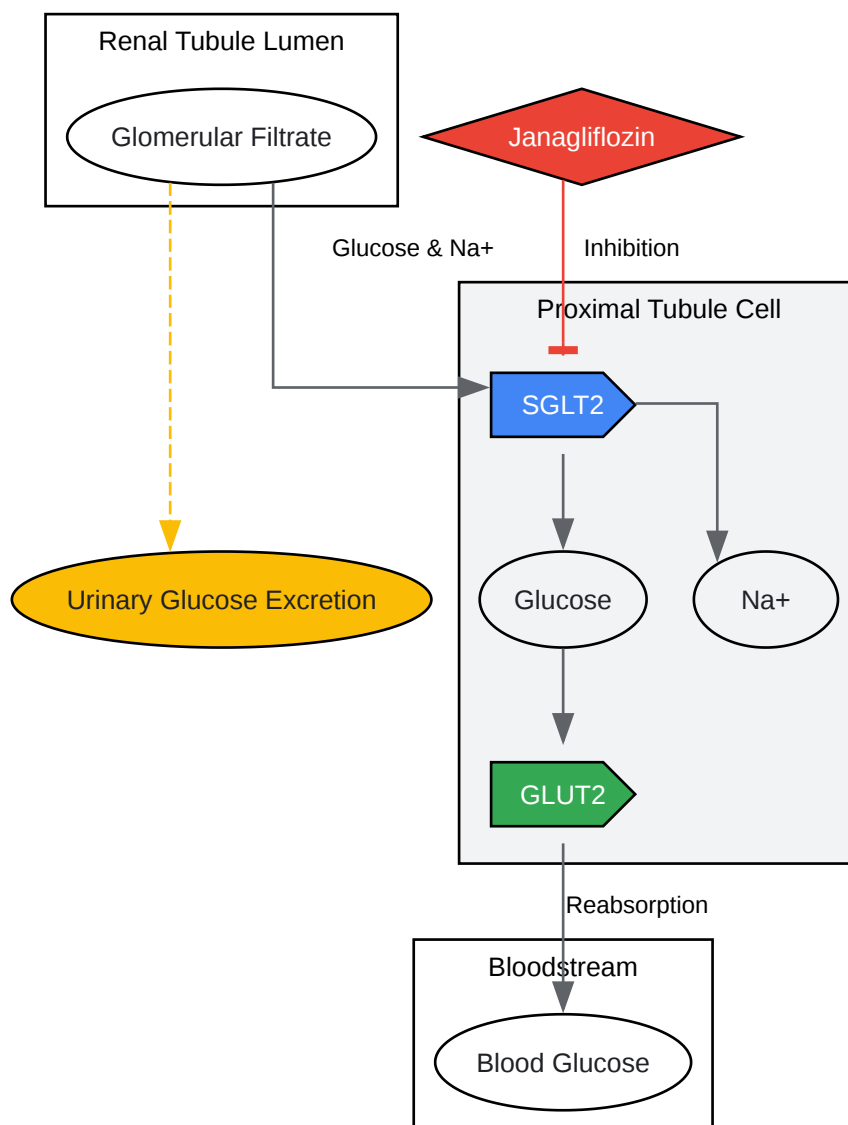 Renal Tubule Lumen
Glomerular Filtrate
Janagliflozin
Glucose & Na+
Inhibition
Proximal Tubule Cell
SGLT2
Urinary Glucose Excretion
Glucose
Na+
GLUT2
Reabsorption
Bloodstream
Blood Glucose